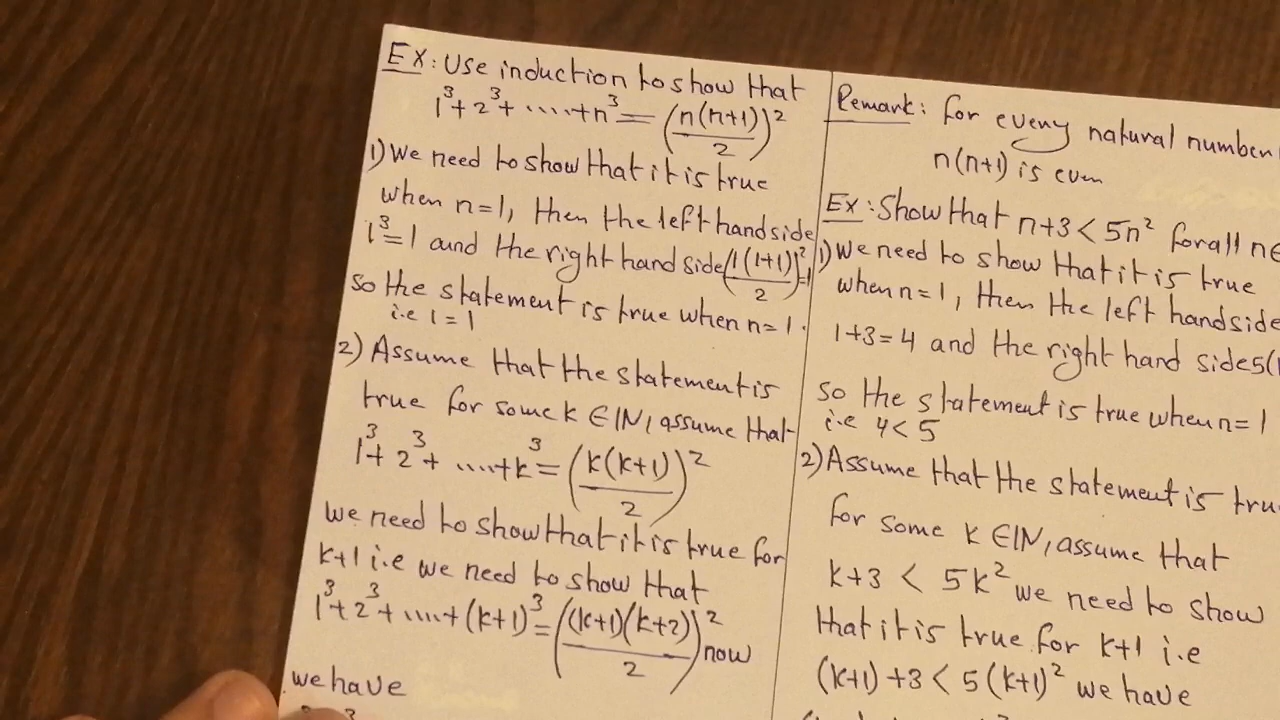 Ex: Use induction to show that
1³+2³+.....+n³=(n(n+1)/2)²
1) We need to show that it is true
when n=1, then the left hand side
1³=1 and the right hand side (1(1+1)/2)²=1
so the statement is true when n=1.
i.e 1=1
2) Assume that the statement is
true for some k∈ℕ, assume that
1³+2³+.....+k³=(k(k+1)/2)²
we need to show that it is true for
k+1 i.e we need to show that
1³+2³+.....+(k+1)³=((k+1)(k+2)/2)² now
we have
Remark: for every natural number
n(n+1) is even
Ex: Show that n+3<5n² for all n∈
1) We need to show that it is true
when n=1, then the left hand side
1+3=4 and the right hand side 5(1
so the statement is true when n=1
i.e 4<5
2) Assume that the statement is true
for some k∈ℕ, assume that
k+3 < 5k² we need to show
that it is true for k+1 i.e
(k+1)+3<5(k+1)² we have